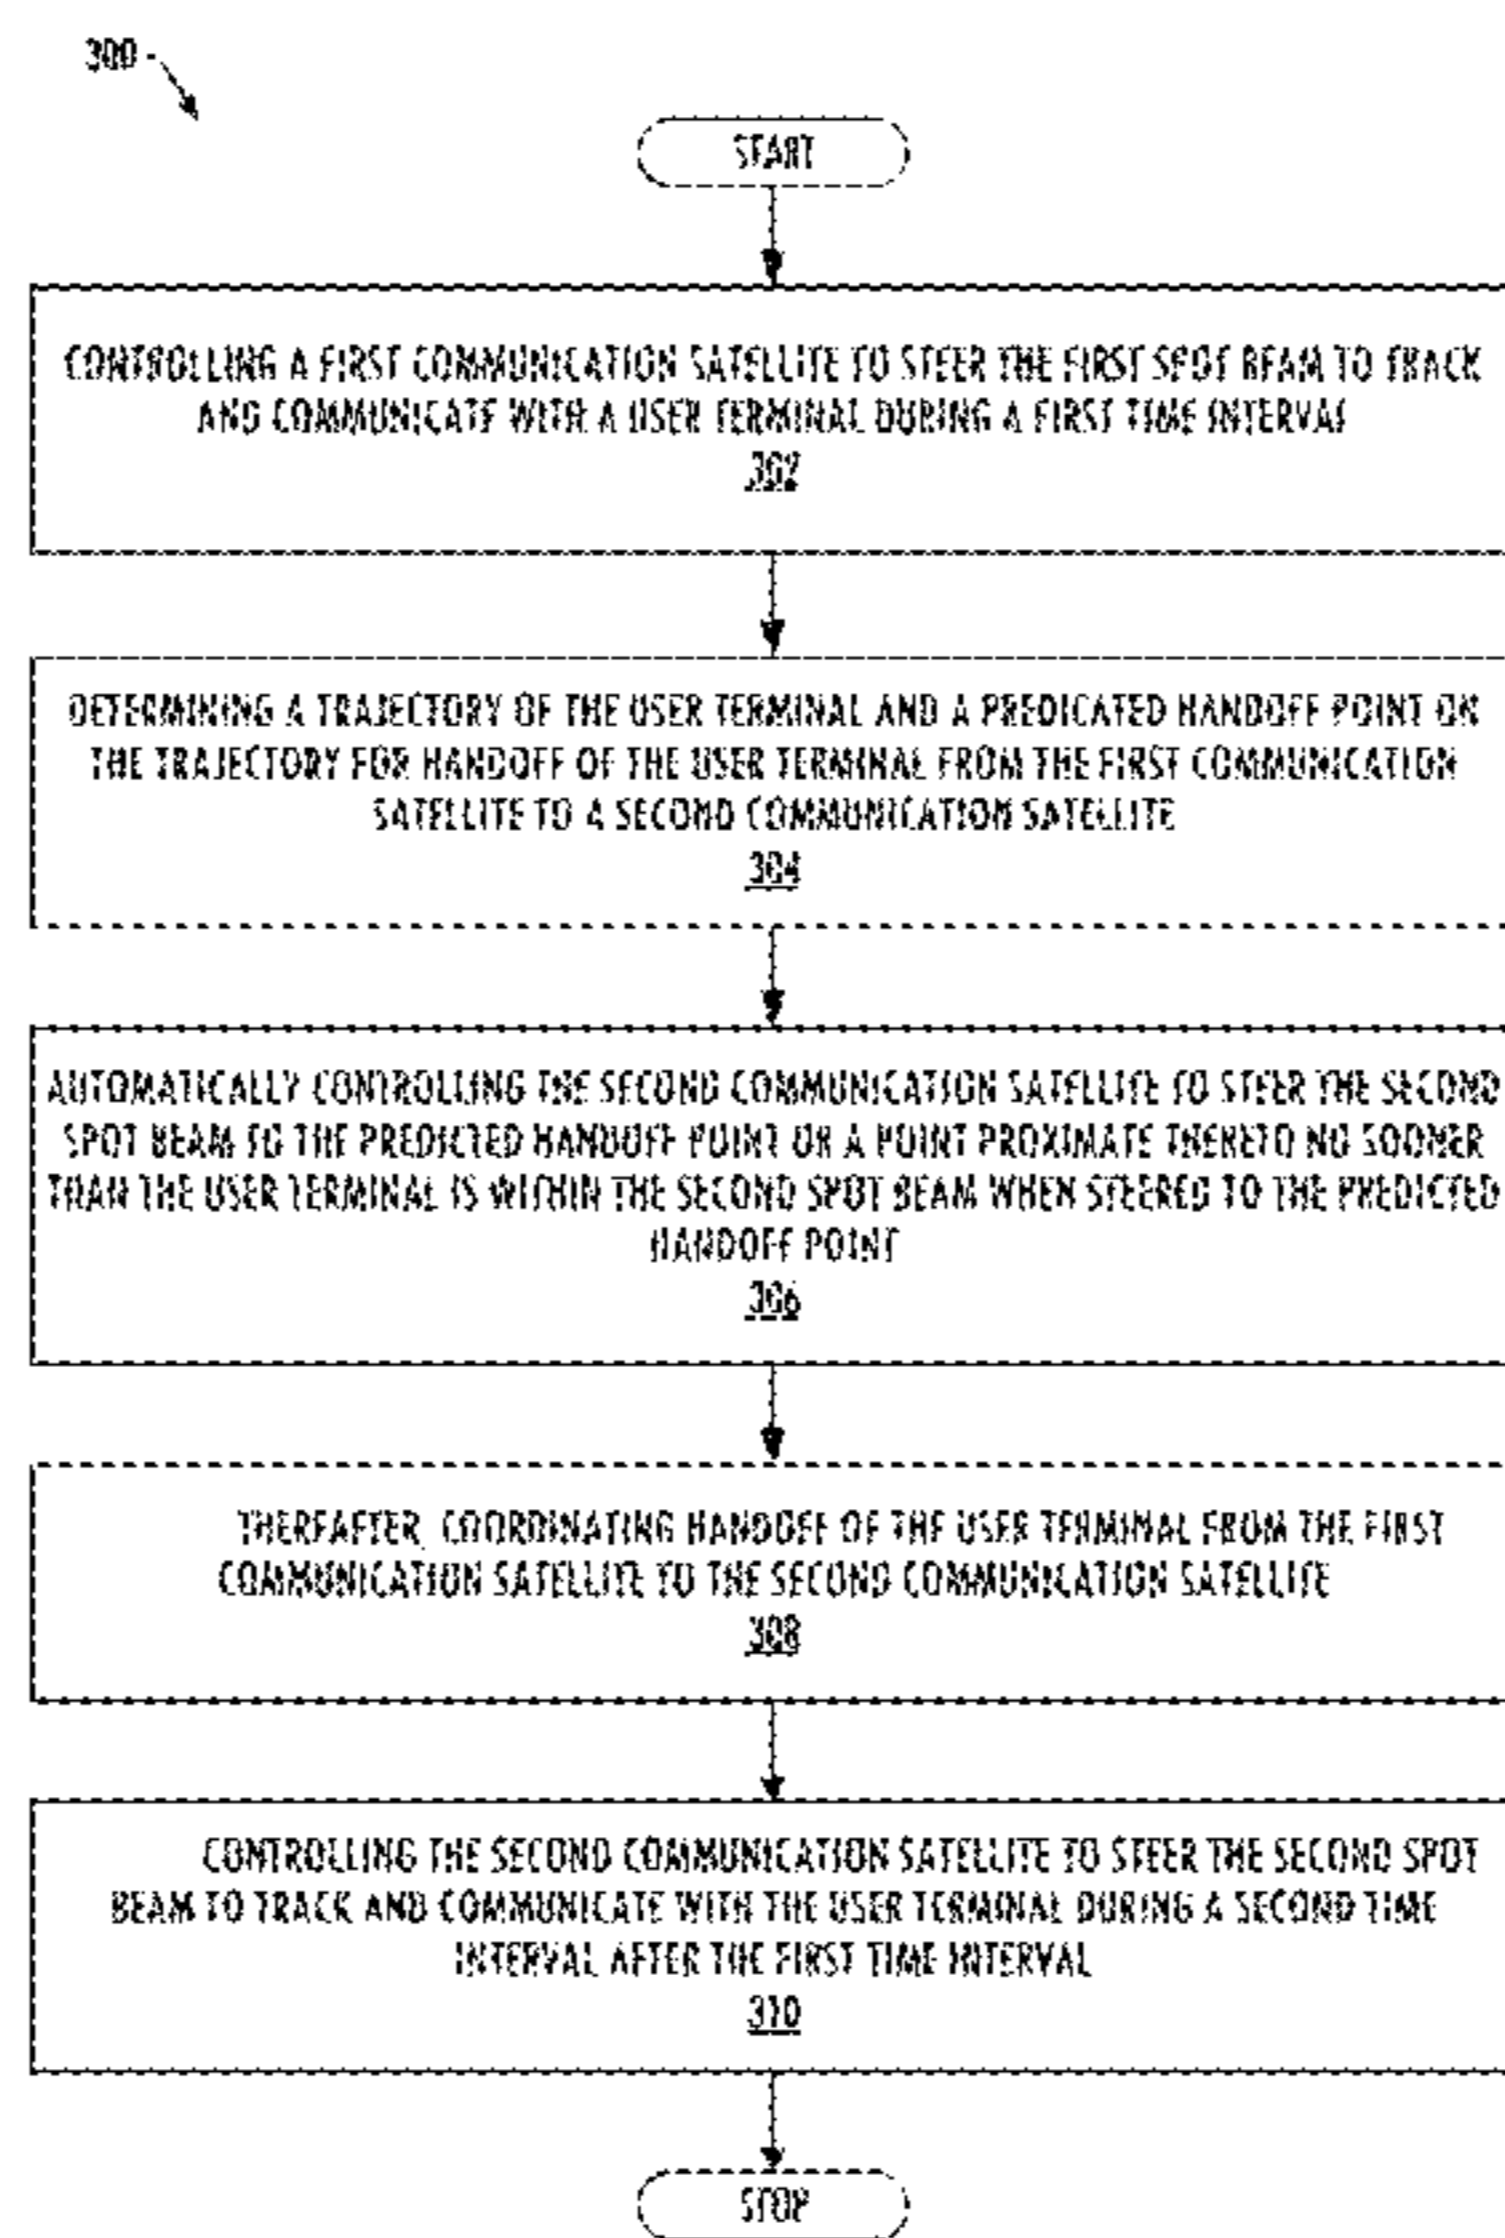 300
START
CONTROLLING A FIRST COMMUNICATION SATELLITE TO STEER THE FIRST SPOT BEAM TO TRACK
AND COMMUNICATE WITH A USER TERMINAL DURING A FIRST TIME INTERVAL
302
DETERMINING A TRAJECTORY OF THE USER TERMINAL AND A PREDICATED HANDOFF POINT ON
THE TRAJECTORY FOR HANDOFF OF THE USER TERMINAL FROM THE FIRST COMMUNICATION
SATELLITE TO A SECOND COMMUNICATION SATELLITE
304
AUTOMATICALLY CONTROLLING THE SECOND COMMUNICATION SATELLITE TO STEER THE SECOND
SPOT BEAM TO THE PREDICTED HANDOFF POINT OR A POINT PROXIMATE THERETO NO SOONER
THAN THE USER TERMINAL IS WITHIN THE SECOND SPOT BEAM WHEN STEERED TO THE PREDICTED
HANDOFF POINT
306
THEREAFTER, COORDINATING HANDOFF OF THE USER TERMINAL FROM THE FIRST
COMMUNICATION SATELLITE TO THE SECOND COMMUNICATION SATELLITE
308
CONTROLLING THE SECOND COMMUNICATION SATELLITE TO STEER THE SECOND SPOT
BEAM TO TRACK AND COMMUNICATE WITH THE USER TERMINAL DURING A SECOND TIME
INTERVAL AFTER THE FIRST TIME INTERVAL
310
STOP